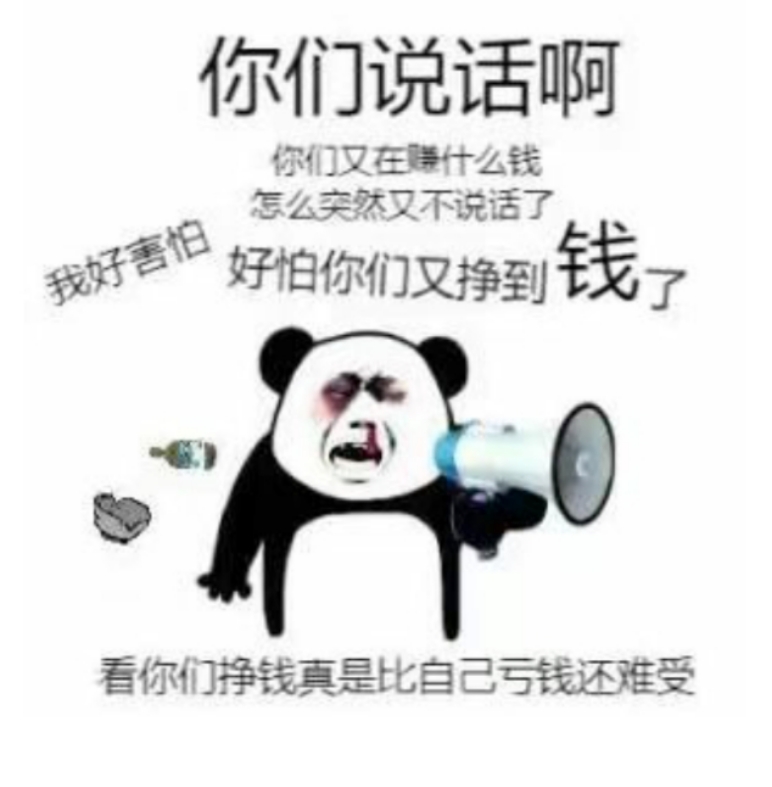 你们说话啊
你们又在赚什么钱
怎么突然又不说话了
我好害怕
好怕你们又挣到钱了
看你们挣钱真是比自己亏钱还难受